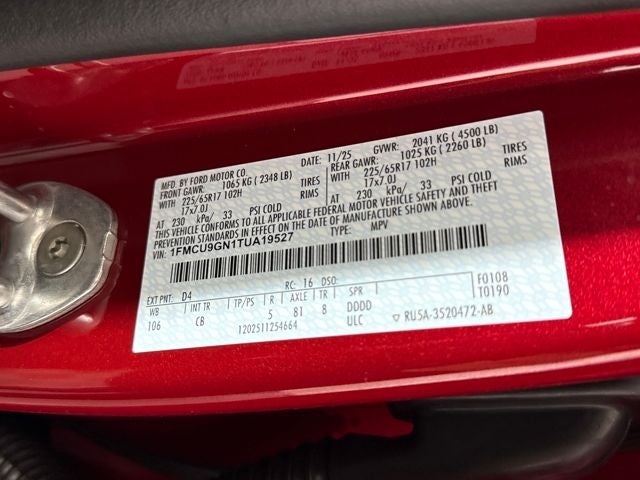 MFD. BY FORD MOTOR CO. 11/25 GVWR: 2041 KG ( 4500 LB)
FRONT GAWR: 1065 KG ( 2348 LB) REAR GAWR: 1025 KG ( 2260 LB)
WITH 225/65R17 102H TIRES WITH 225/65R17 102H TIRES
17x7.0J RIMS 17x7.0J RIMS
AT 230 kPa/ 33 PSI COLD AT 230 kPa/ 33 PSI COLD
THIS VEHICLE CONFORMS TO ALL APPLICABLE FEDERAL MOTOR VEHICLE SAFETY AND THEFT
PREVENTION STANDARDS IN EFFECT ON THE DATE OF MANUFACTURE SHOWN ABOVE.
VIN: 1FMCU9GN1TUA19527 TYPE: MPV
EXT PNT: D4 RC: 16 DSO: F0108
WB INT TR TP/PS R AXLE TR SPR T0190
106 CB 5 81 8 DDDD
1202511254664 ULC ▽ RU5A-3520472-AB